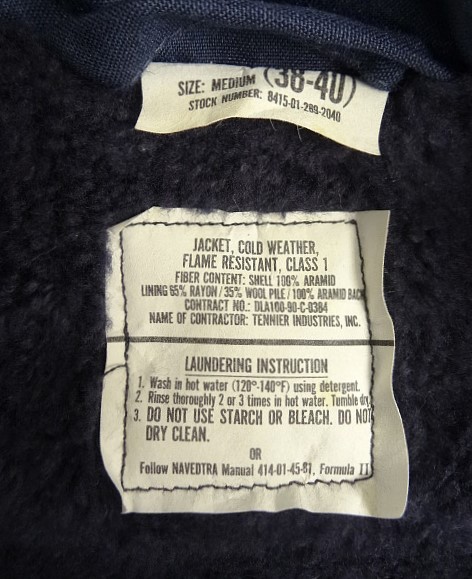 SIZE: MEDIUM (38-40)
STOCK NUMBER: 8415-01-289-2040
JACKET, COLD WEATHER,
FLAME RESISTANT, CLASS 1
FIBER CONTENT: SHELL 100% ARAMID
LINING 65% RAYON / 35% WOOL PILE / 100% ARAMID BACK
CONTRACT NO.: DLA100-90-C-0384
NAME OF CONTRACTOR: TENNIER INDUSTRIES, INC.
LAUNDERING INSTRUCTION
1. Wash in hot water (120°-140°F) using detergent.
2. Rinse thoroughly 2 or 3 times in hot water. Tumble dry
3. DO NOT USE STARCH OR BLEACH. DO NOT
DRY CLEAN.
OR
Follow NAVEDTRA Manual 414-01-45-81, Formula II